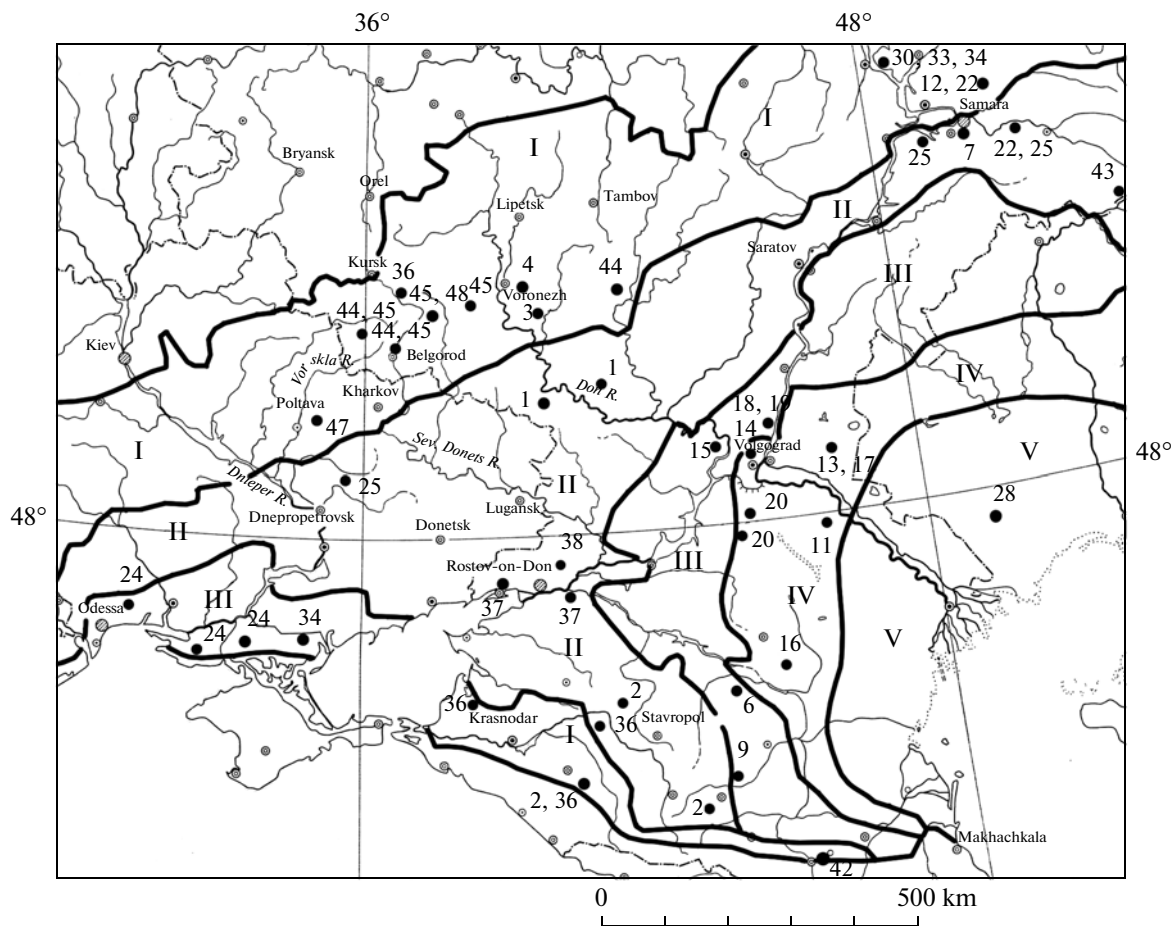 36° 48°
30, 33, 34
12, 22
Samara
I
I
Bryansk
25 7 22, 25
Orel
43
Lipetsk Tambov
II
Saratov
Kursk
36 4 44 III
45, 48 45
Voronezh
44, 45 3
44, 45
Kiev
Belgorod
Vor skla R.
1 IV
Kharkov Don R.
Poltava 1 18, 19
47 14
I Sev. Donets R. 15 Volgograd V 48°
13, 17
Dnieper R. 25 II
Lugansk 28
48° Dnepropetrovsk 20
II Donetsk
20 11
38
Rostov-on-Don III
24
III IV
Odessa 37 37
24 24 34 V
II 16
2
36 6
Krasnodar 36 Stavropol
I
9
2, 36 2
Makhachkala
42
0 500 km